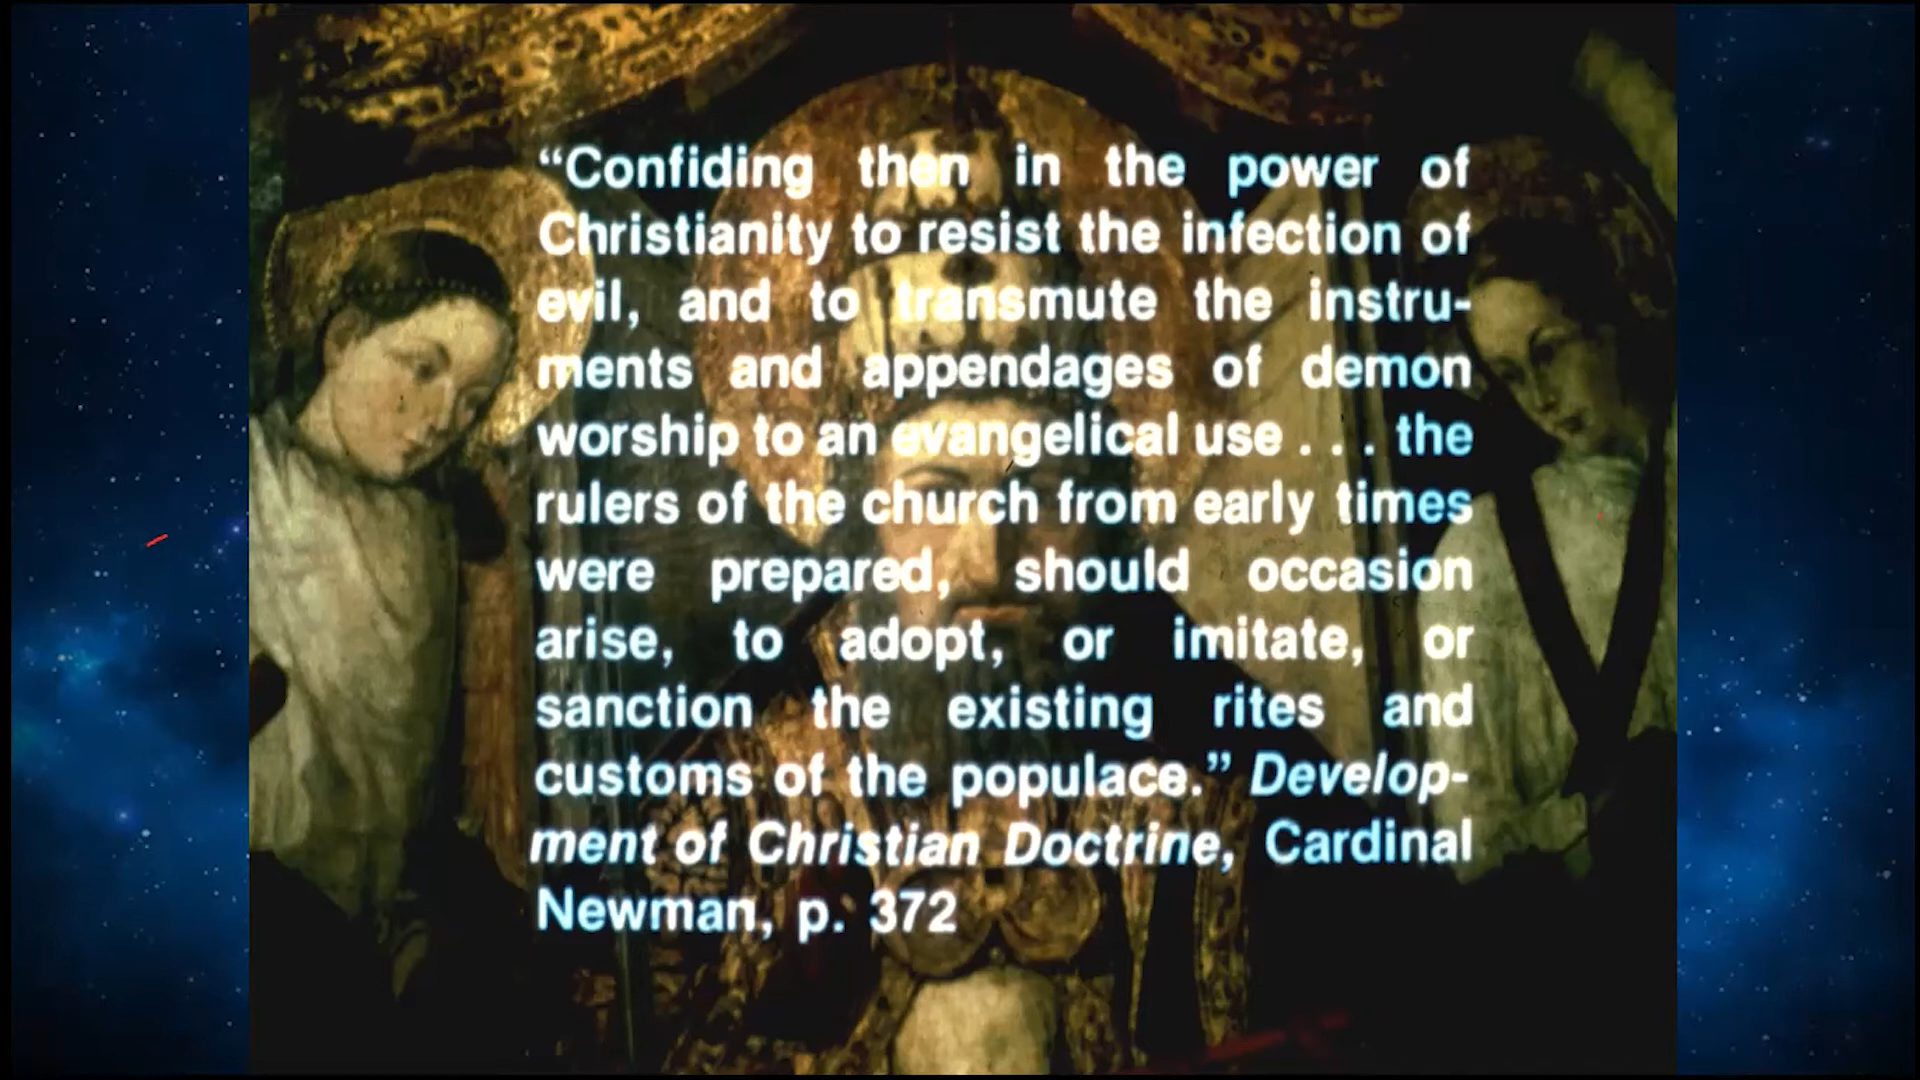 “Confiding then in the power of
Christianity to resist the infection of
evil, and to transmute the instru-
ments and appendages of demon
worship to an evangelical use . . . the
rulers of the church from early times
were prepared, should occasion
arise, to adopt, or imitate, or
sanction the existing rites and
customs of the populace.” Develop-
ment of Christian Doctrine, Cardinal
Newman, p. 372